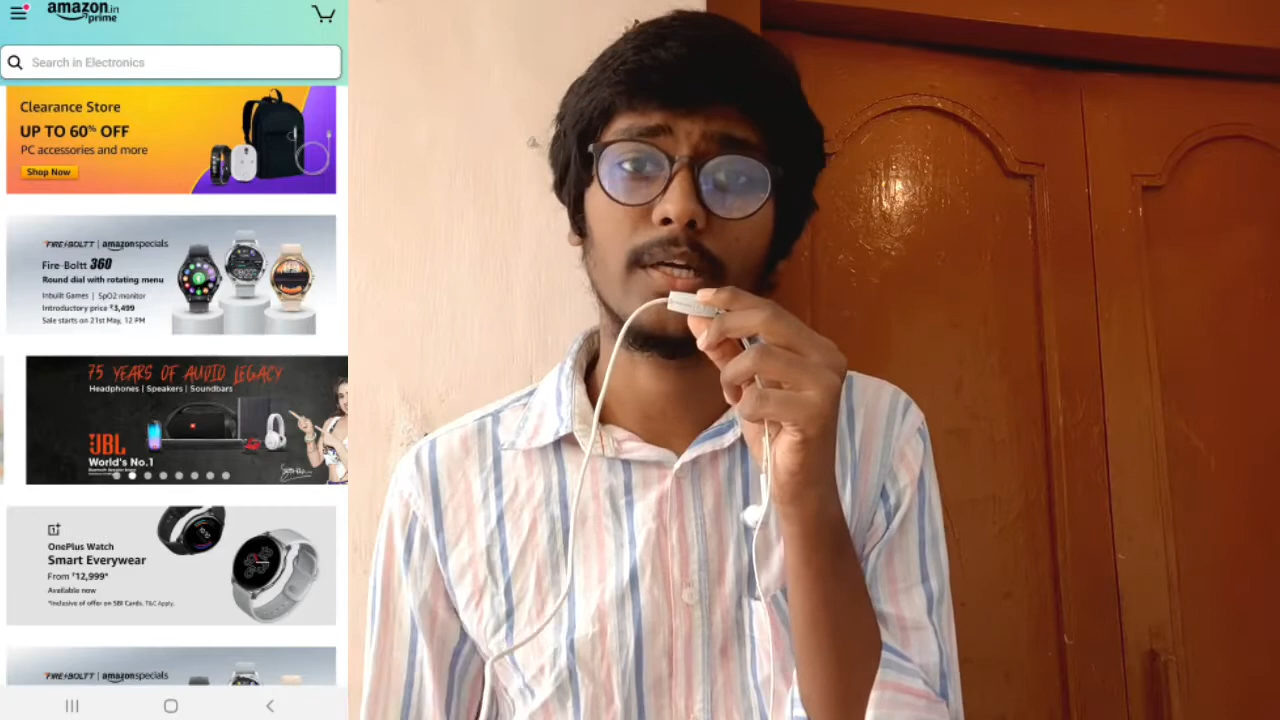 amazon.in
prime
Search in Electronics
Clearance Store
UP TO 60% OFF
PC accessories and more
Shop Now
FIRE-BOLTT | amazonspecials
Fire-Boltt 360
Round dial with rotating menu
Inbuilt Games | SpO2 monitor
Introductory price ₹3,499
Sale starts on 21st May, 12 PM
75 YEARS OF AUDIO LEGACY
Headphones | Speakers | Soundbars
JBL
World's No.1
OnePlus Watch
Smart Everywear
From ₹12,999*
Available now
*Inclusive of offer on SBI Cards. T&C Apply.
FIRE-BOLTT | amazonspecials